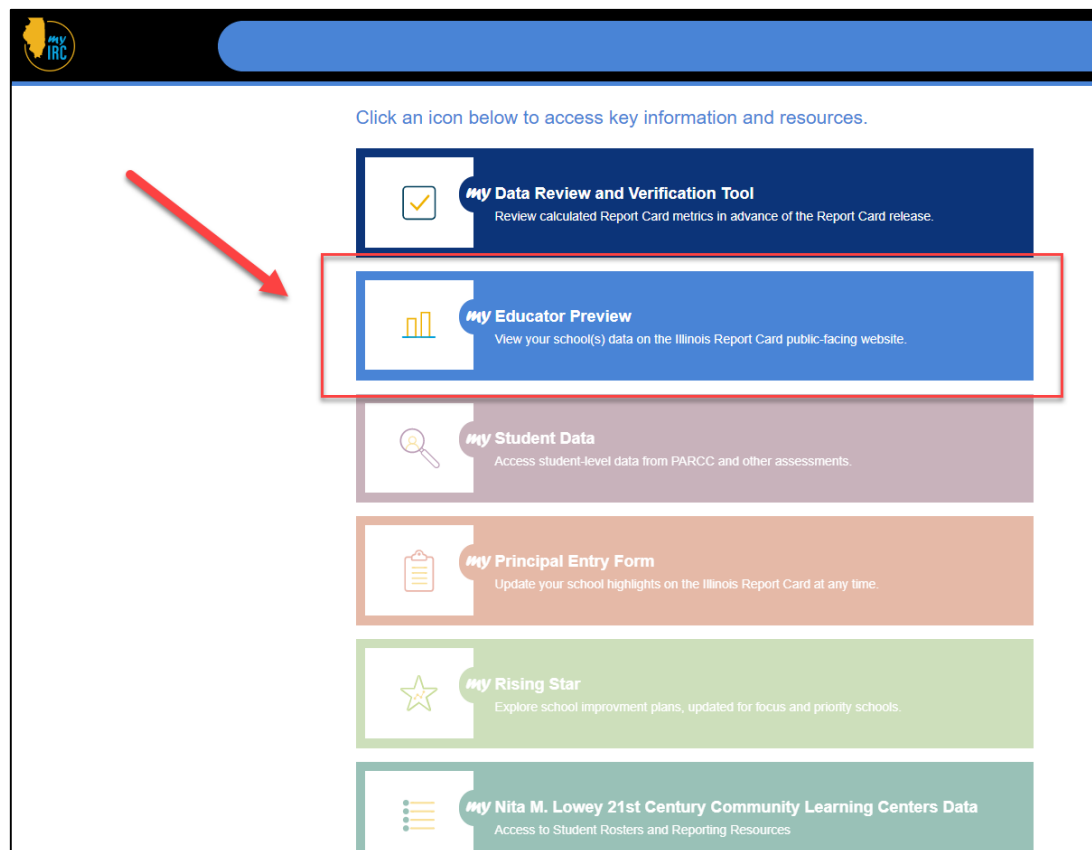 my
IRC
Click an icon below to access key information and resources.
my Data Review and Verification Tool
Review calculated Report Card metrics in advance of the Report Card release.
my Educator Preview
View your school(s) data on the Illinois Report Card public-facing website.
my Student Data
Access student-level data from PARCC and other assessments.
my Principal Entry Form
Update your school highlights on the Illinois Report Card at any time.
my Rising Star
Explore school improvment plans, updated for focus and priority schools.
my Nita M. Lowey 21st Century Community Learning Centers Data
Access to Student Rosters and Reporting Resources